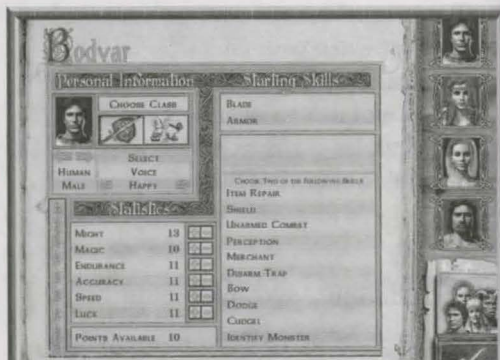 Bodvar
Personal Information
Choose Class
Select
Human Voice
Male Happy
Statistics
Might 13
Magic 10
Endurance 11
Accuracy 11
Speed 11
Luck 11
Points Available 10
Starting Skills
Blade
Armor
Choose Two of the Following Skills
Item Repair
Shield
Unarmed Combat
Perception
Merchant
Disarm Trap
Bow
Dodge
Cudgel
Identify Monster